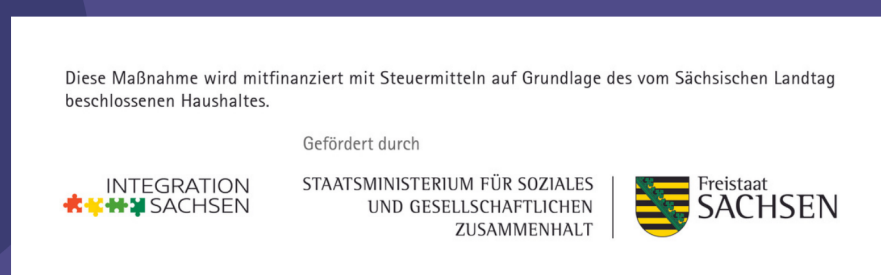 Diese Maßnahme wird mitfinanziert mit Steuermitteln auf Grundlage des vom Sächsischen Landtag
beschlossenen Haushaltes.
Gefördert durch
INTEGRATION
SACHSEN
STAATSMINISTERIUM FÜR SOZIALES
UND GESELLSCHAFTLICHEN
ZUSAMMENHALT
Freistaat
SACHSEN